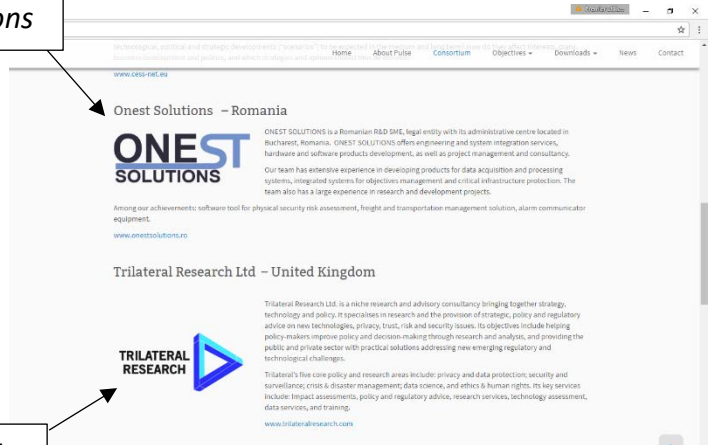 ons
Home About Pulse Consortium Objectives Downloads News Contact
www.cess-net.eu
Onest Solutions – Romania
ONEST
SOLUTIONS
ONEST SOLUTIONS is a Romanian R&D SME, legal entity with its administrative centre located in
Bucharest, Romania. ONEST SOLUTIONS offers engineering and system integration services,
hardware and software products development, as well as project management and consultancy.
Our team has extensive experience in developing products for data acquisition and processing
systems, integrated systems for objectives management and critical infrastructure protection. The
team also has a large experience in research and development projects.
Among our achievements: software tool for physical security risk assessment, freight and transportation management solution, alarm communicator
equipment.
www.onestsolutions.ro
Trilateral Research Ltd – United Kingdom
TRILATERAL
RESEARCH
Trilateral Research Ltd. is a niche research and advisory consultancy bringing together strategy,
technology and policy. It specialises in research and the provision of strategic, policy and regulatory
advice on new technologies, privacy, trust, risk and security issues. Its objectives include helping
policy-makers improve policy and decision-making through research and analysis, and providing the
public and private sector with practical solutions addressing new emerging regulatory and
technological challenges.
Trilateral's five core policy and research areas include: privacy and data protection; security and
surveillance; crisis & disaster management; data science, and ethics & human rights. Its key services
include: Impact assessments, policy and regulatory advice, research services, technology assessment,
data services, and training.
www.trilateralresearch.com